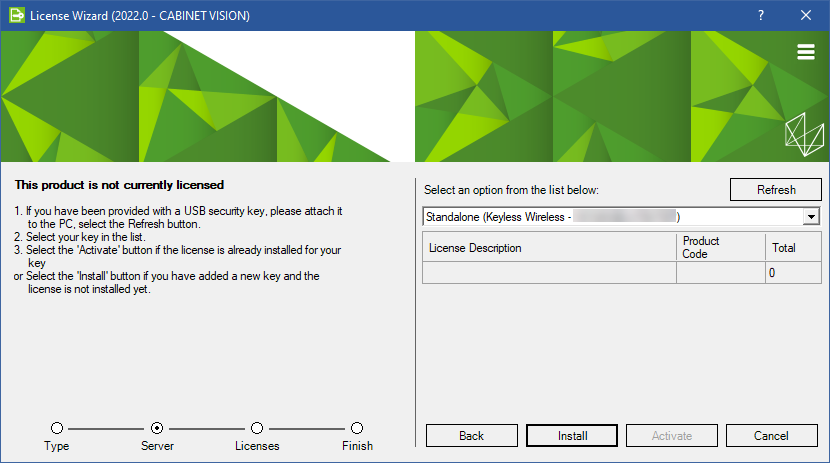 License Wizard (2022.0 - CABINET VISION)
?
This product is not currently licensed
1. If you have been provided with a USB security key, please attach it
to the PC, select the Refresh button.
2. Select your key in the list.
3. Select the 'Activate' button if the license is already installed for your
key
or Select the 'Install' button if you have added a new key and the
license is not installed yet.
Select an option from the list below:
Refresh
Standalone (Keyless Wireless - )
License Description
Product
Code
Total
0
Type
Server
Licenses
Finish
Back
Install
Activate
Cancel